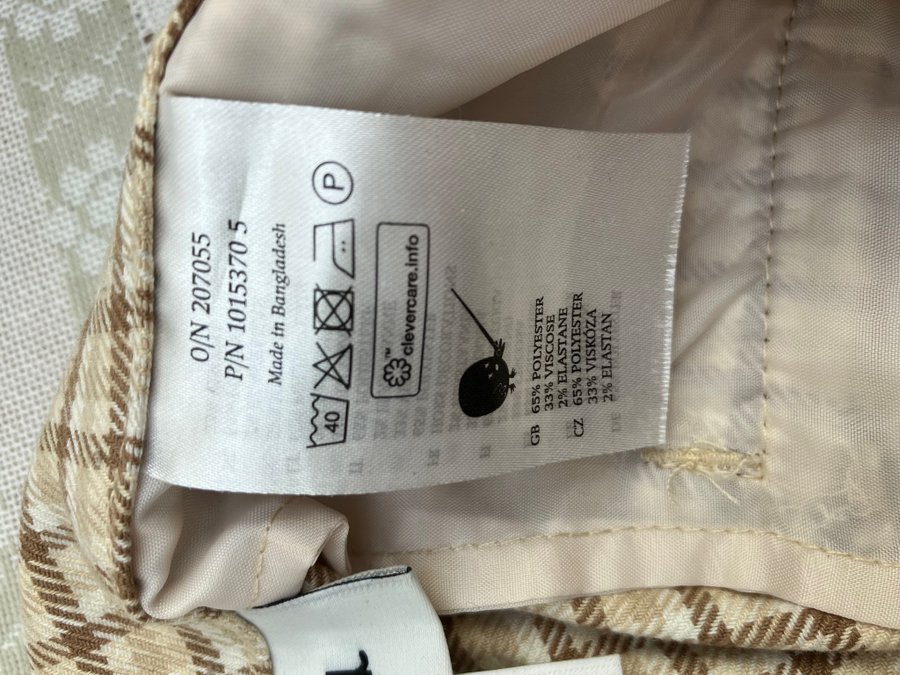 O/N 207055
P/N 1015370 5
Made in Bangladesh
40
P
clevercare.info
TM
GB 65% POLYESTER
33% VISCOSE
2% ELASTANE
CZ 65% POLYESTER
33% VISKÓZA
2% ELASTAN